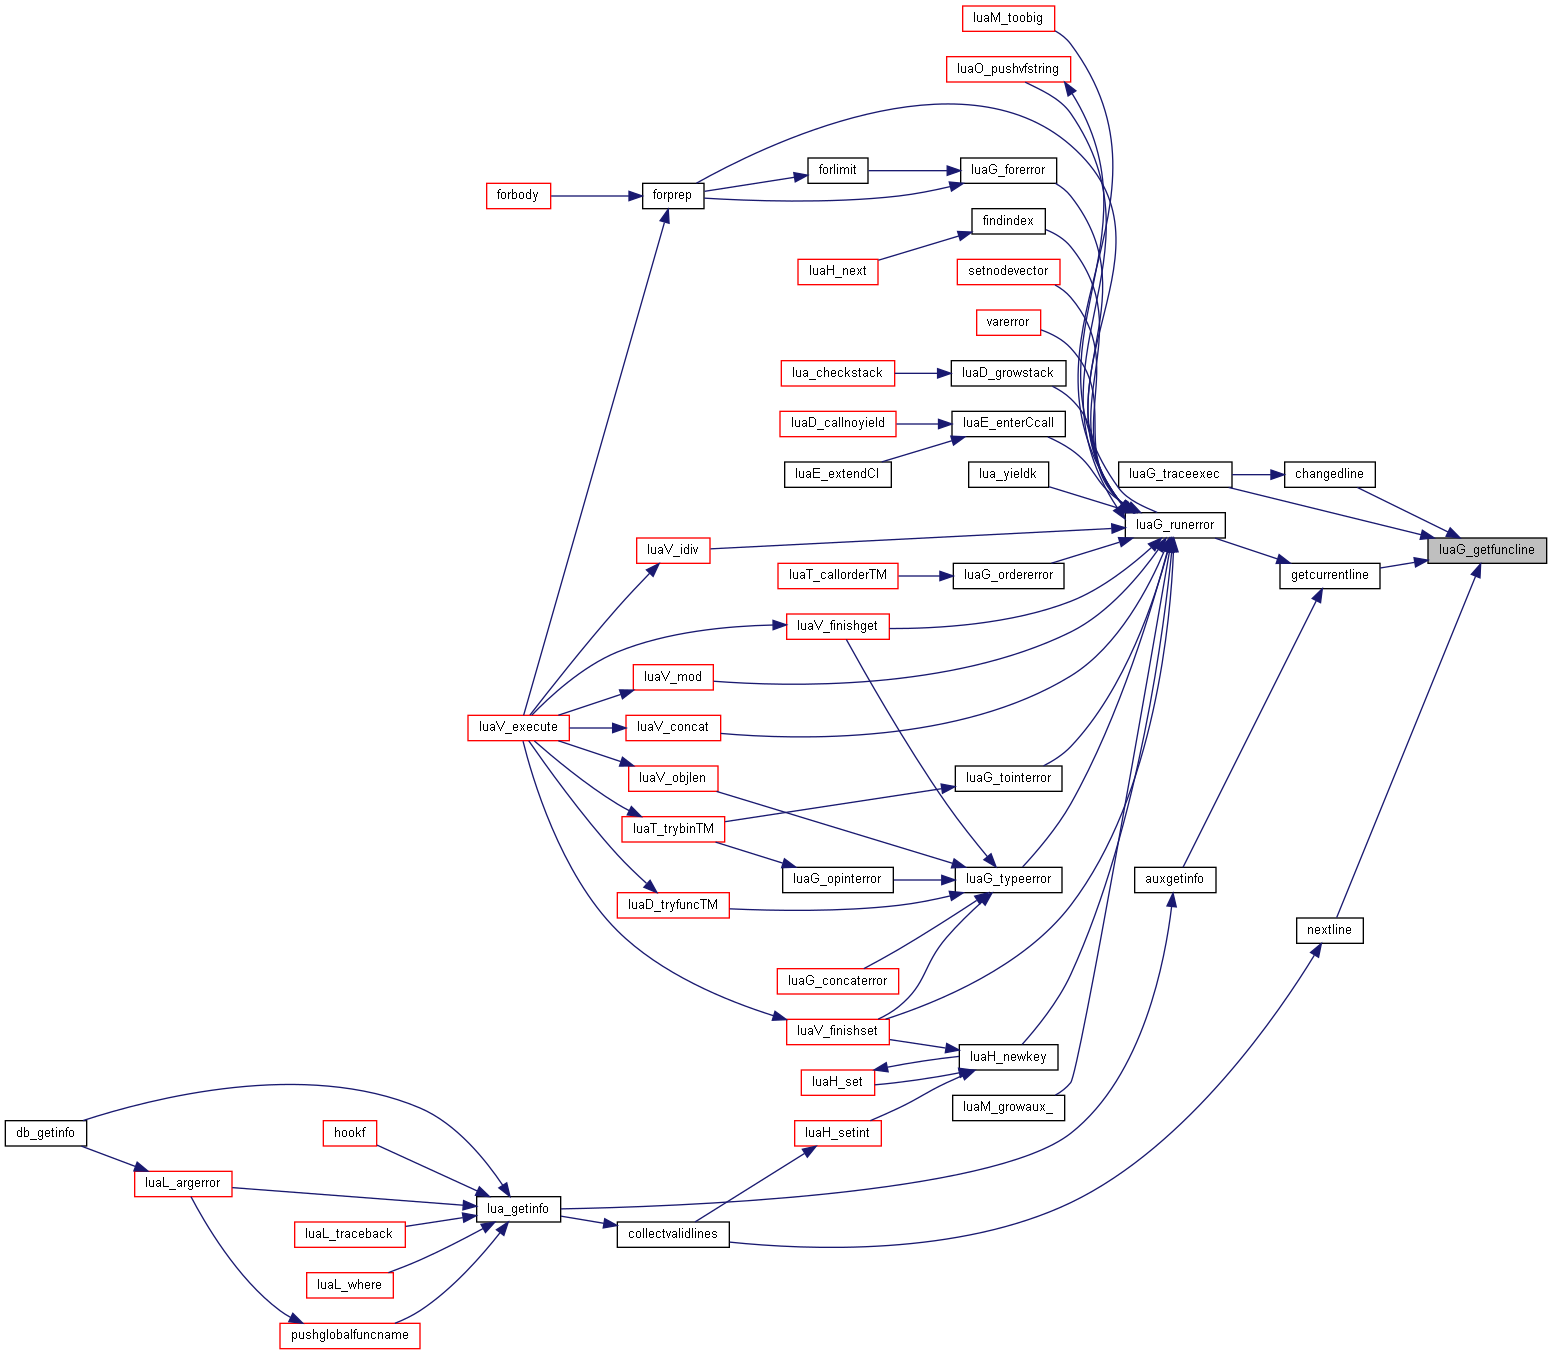 luaM_toobig
luaO_pushvfstring
forlimit
luaG_forerror
forbody
forprep
findindex
luaH_next
setnodevector
varerror
lua_checkstack
luaD_growstack
luaD_callnoyield
luaE_enterCcall
luaE_extendCI
lua_yieldk
luaG_traceexec
changedline
luaG_runerror
luaV_idiv
luaG_getfuncline
luaT_callorderTM
luaG_ordererror
getcurrentline
luaV_finishget
luaV_mod
luaV_execute
luaV_concat
luaV_objlen
luaG_tointerror
luaT_trybinTM
luaG_opinterror
luaG_typeerror
auxgetinfo
luaD_tryfuncTM
nextline
luaG_concaterror
luaV_finishset
luaH_newkey
luaH_set
luaM_growaux_
db_getinfo
hookf
luaH_setint
luaL_argerror
lua_getinfo
luaL_traceback
collectvalidlines
luaL_where
pushglobalfuncname